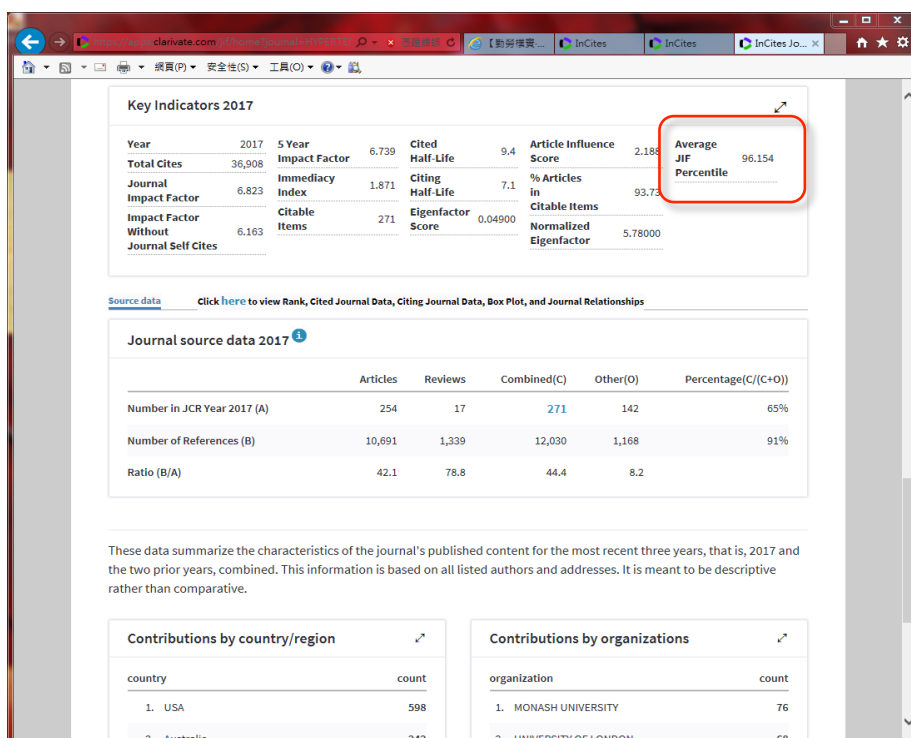 clarivate.com
【勤勞樸實...
InCites
InCites
InCites Jo...
網頁(P)
安全性(S)
工具(O)
Key Indicators 2017
Year 2017
Total Cites 36,908
Journal
Impact Factor 6.823
Impact Factor
Without
Journal Self Cites 6.163
5 Year
Impact Factor 6.739
Immediacy
Index 1.871
Citable
Items 271
Cited
Half-Life 9.4
Citing
Half-Life 7.1
Eigenfactor
Score 0.04900
Article Influence
Score 2.188
% Articles
in
Citable Items 93.73
Normalized
Eigenfactor 5.78000
Average
JIF
Percentile 96.154
Source data Click here to view Rank, Cited Journal Data, Citing Journal Data, Box Plot, and Journal Relationships
Journal source data 2017
Articles Reviews Combined(C) Other(O) Percentage(C/(C+O))
Number in JCR Year 2017 (A) 254 17 271 142 65%
Number of References (B) 10,691 1,339 12,030 1,168 91%
Ratio (B/A) 42.1 78.8 44.4 8.2
These data summarize the characteristics of the journal's published content for the most recent three years, that is, 2017 and
the two prior years, combined. This information is based on all listed authors and addresses. It is meant to be descriptive
rather than comparative.
Contributions by country/region
country count
1. USA 598
Contributions by organizations
organization count
1. MONASH UNIVERSITY 76